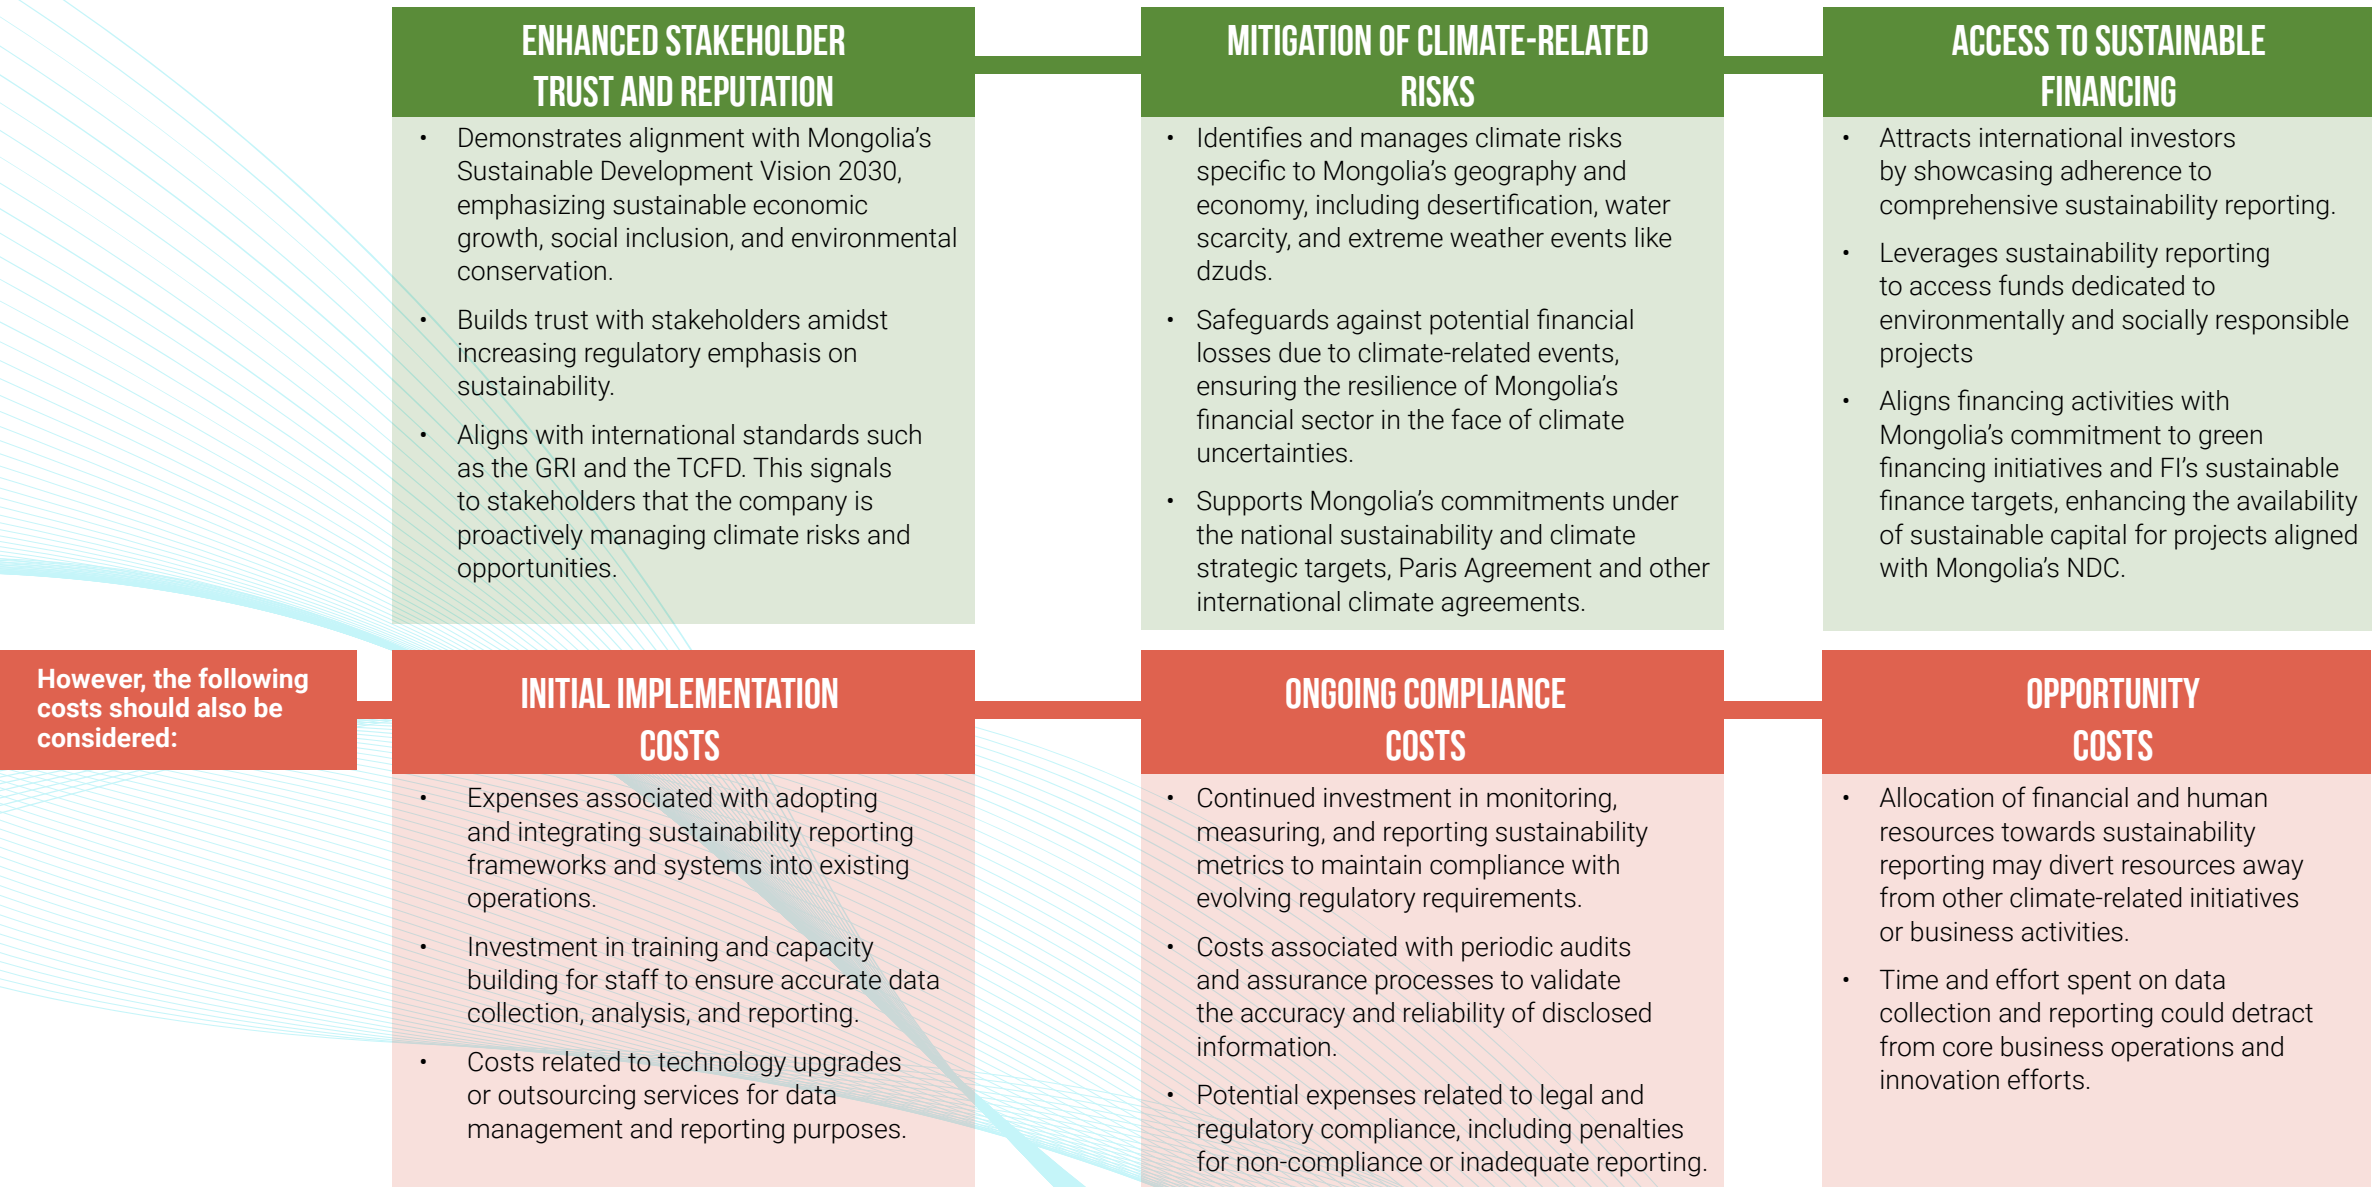 ENHANCED STAKEHOLDER
TRUST AND REPUTATION
• Demonstrates alignment with Mongolia’s
Sustainable Development Vision 2030,
emphasizing sustainable economic
growth, social inclusion, and environmental
conservation.
• Builds trust with stakeholders amidst
increasing regulatory emphasis on
sustainability.
• Aligns with international standards such
as the GRI and the TCFD. This signals
to stakeholders that the company is
proactively managing climate risks and
opportunities.
MITIGATION OF CLIMATE-RELATED
RISKS
• Identifies and manages climate risks
specific to Mongolia’s geography and
economy, including desertification, water
scarcity, and extreme weather events like
dzuds.
• Safeguards against potential financial
losses due to climate-related events,
ensuring the resilience of Mongolia’s
financial sector in the face of climate
uncertainties.
• Supports Mongolia’s commitments under
the national sustainability and climate
strategic targets, Paris Agreement and other
international climate agreements.
ACCESS TO SUSTAINABLE
FINANCING
• Attracts international investors
by showcasing adherence to
comprehensive sustainability reporting.
• Leverages sustainability reporting
to access funds dedicated to
environmentally and socially responsible
projects
• Aligns financing activities with
Mongolia’s commitment to green
financing initiatives and FI’s sustainable
finance targets, enhancing the availability
of sustainable capital for projects aligned
with Mongolia’s NDC.
However, the following
costs should also be
considered:
INITIAL IMPLEMENTATION
COSTS
• Expenses associated with adopting
and integrating sustainability reporting
frameworks and systems into existing
operations.
• Investment in training and capacity
building for staff to ensure accurate data
collection, analysis, and reporting.
• Costs related to technology upgrades
or outsourcing services for data
management and reporting purposes.
ONGOING COMPLIANCE
COSTS
• Continued investment in monitoring,
measuring, and reporting sustainability
metrics to maintain compliance with
evolving regulatory requirements.
• Costs associated with periodic audits
and assurance processes to validate
the accuracy and reliability of disclosed
information.
• Potential expenses related to legal and
regulatory compliance, including penalties
for non-compliance or inadequate reporting.
OPPORTUNITY
COSTS
• Allocation of financial and human
resources towards sustainability
reporting may divert resources away
from other climate-related initiatives
or business activities.
• Time and effort spent on data
collection and reporting could detract
from core business operations and
innovation efforts.